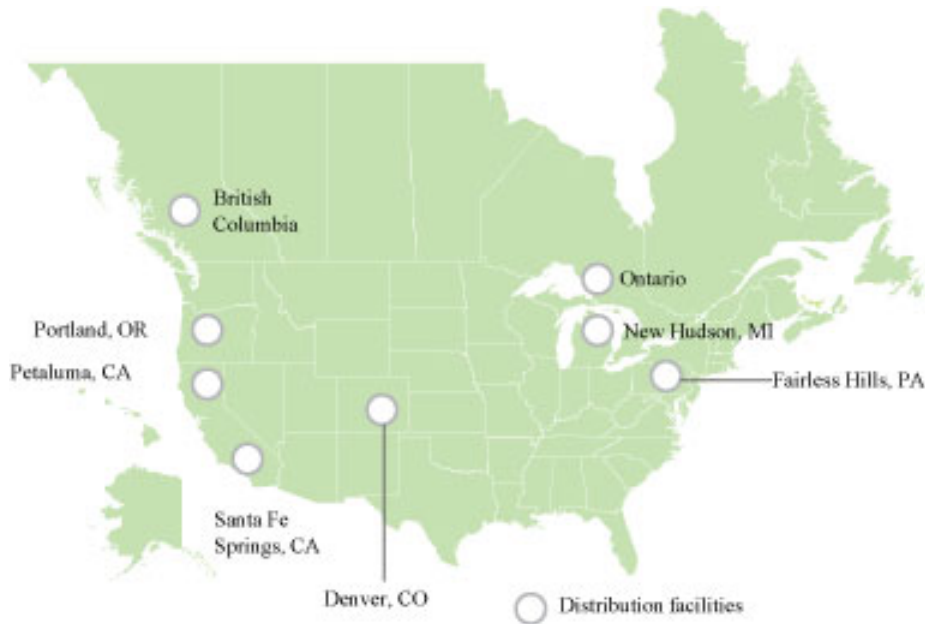 British
Columbia
Ontario
Portland, OR
New Hudson, MI
Petaluma, CA
Fairless Hills, PA
Santa Fe
Springs, CA
Denver, CO
Distribution facilities